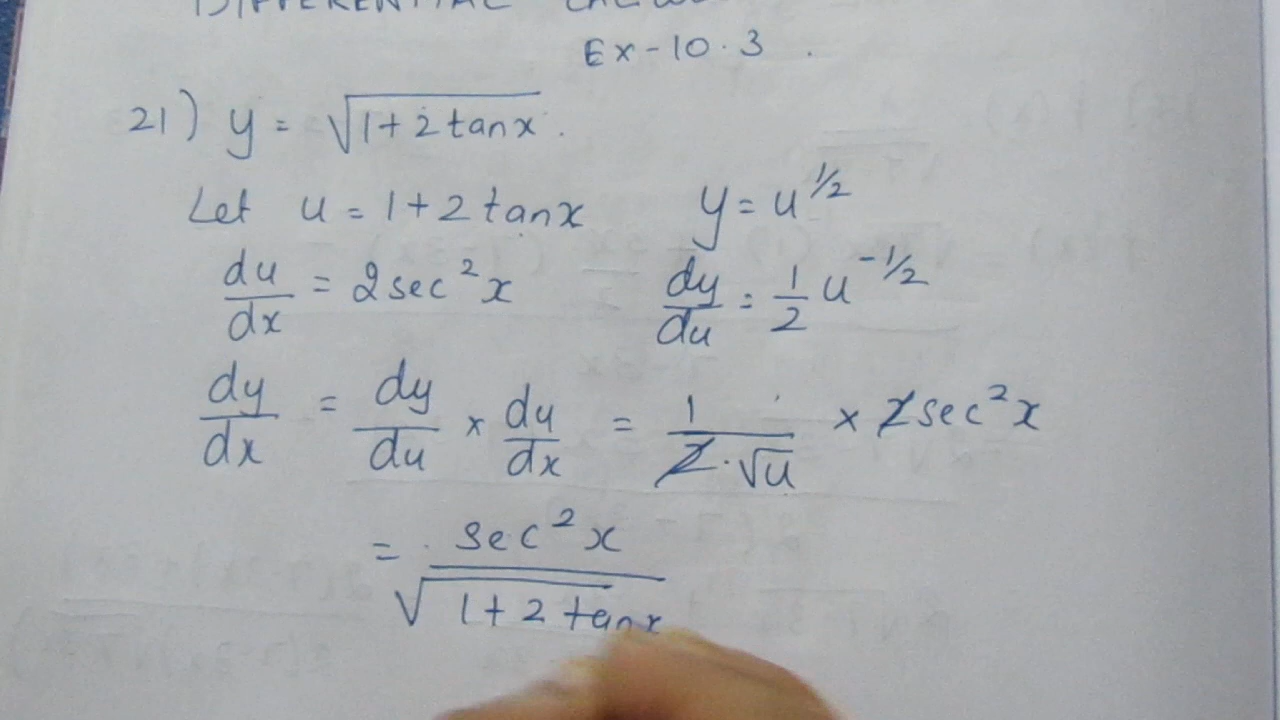 DIFFERENTIAL
Ex-10.3.
21) y = √1+2tanx.
Let u = 1+2tanx y = u^1/2
du/dx = 2sec²x dy/du = 1/2 u^-1/2
dy/dx = dy/du × du/dx = 1/2.√u × 2sec²x
= sec²x/√1+2tanx